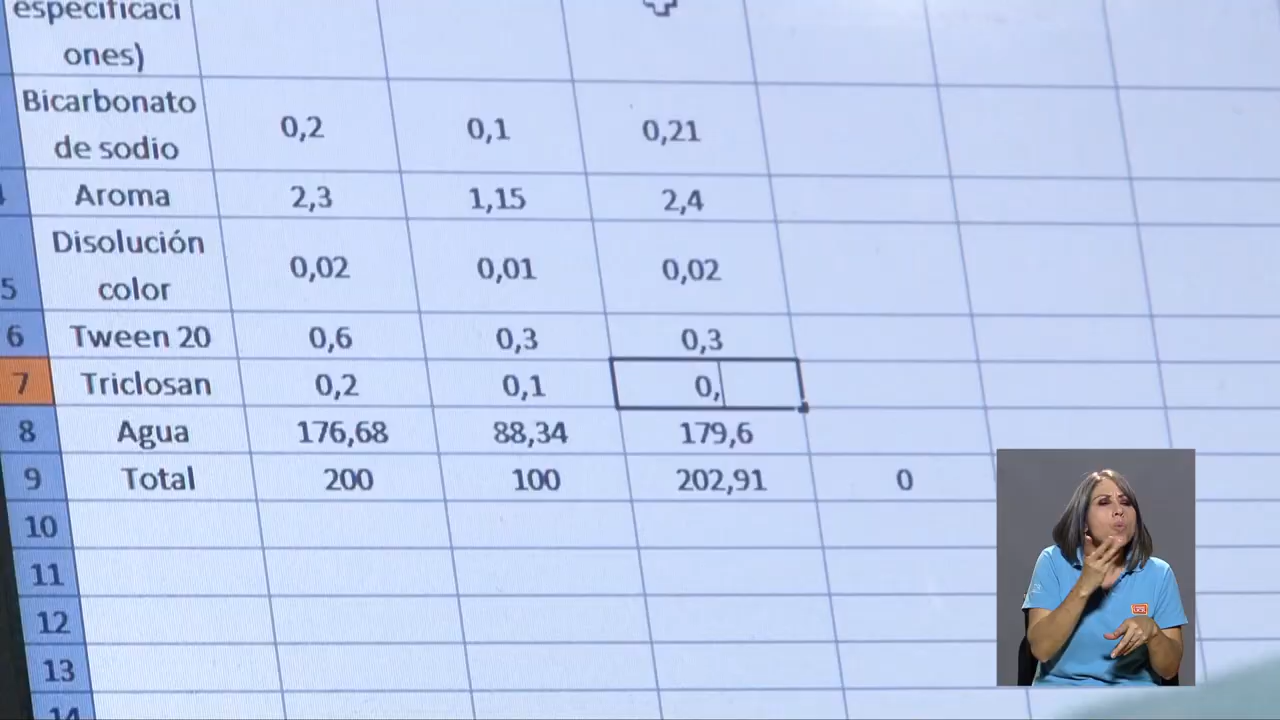 especificaci
ones)
Bicarbonato
de sodio 0,2 0,1 0,21
4 Aroma 2,3 1,15 2,4
Disolución
5 color 0,02 0,01 0,02
6 Tween 20 0,6 0,3 0,3
7 Triclosan 0,2 0,1 0,
8 Agua 176,68 88,34 179,6
9 Total 200 100 202,91 0
10
11
12
13
14